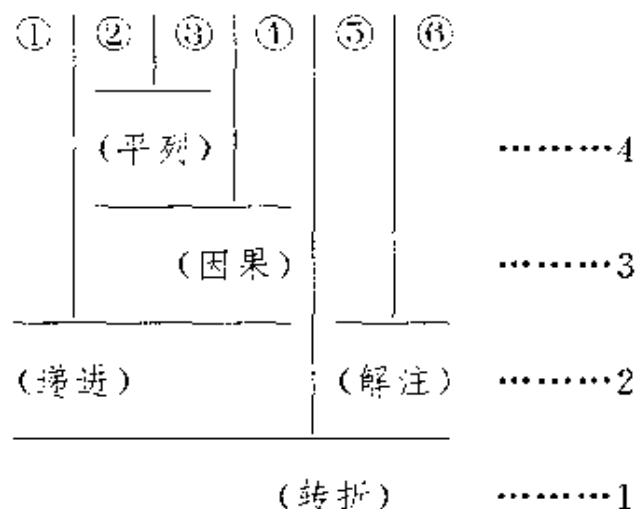 ① ② ③ ④ ⑤ ⑥
(平列) ………4
(因果) ………3
(递进) (解注) ………2
(转折) ………1